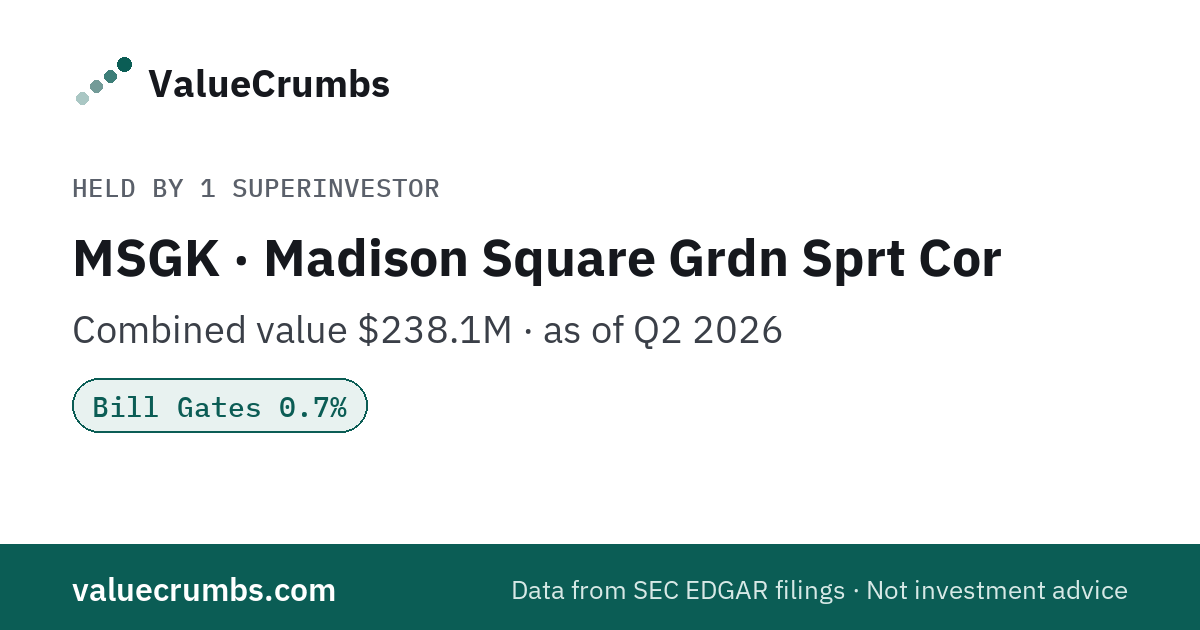 ValueCrumbs
HELD BY 1 SUPERINVESTOR
MSGK · Madison Square Grdn Sprt Cor
Combined value $238.1M · as of Q2 2026
Bill Gates 0.7%
valuecrumbs.com
Data from SEC EDGAR filings · Not investment advice